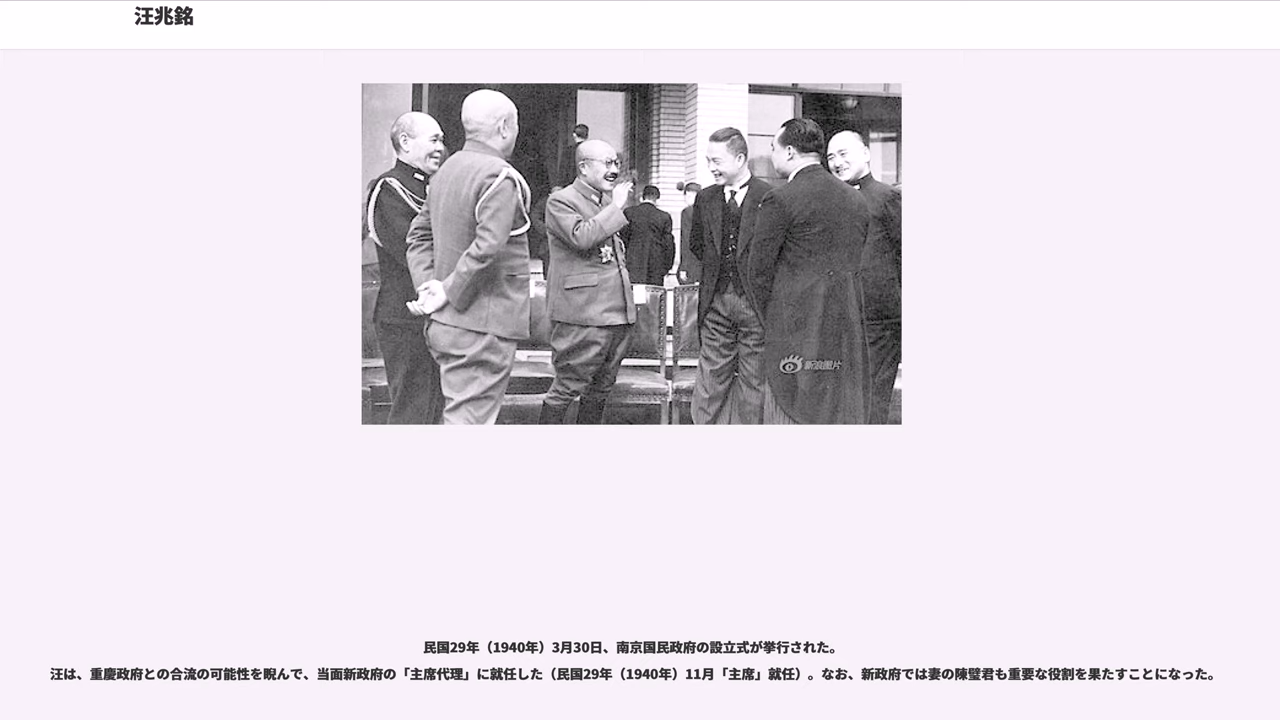 汪兆銘
新浪图片
民国29年（1940年）3月30日、南京国民政府の設立式が挙行された。
汪は、重慶政府との合流の可能性を睨んで、当面新政府の「主席代理」に就任した（民国29年（1940年）11月「主席」就任）。なお、新政府では妻の陳璧君も重要な役割を果たすことになった。